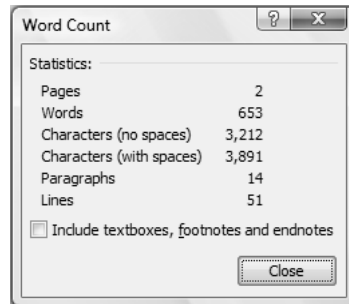 Word Count
Statistics:
Pages 2
Words 653
Characters (no spaces) 3,212
Characters (with spaces) 3,891
Paragraphs 14
Lines 51
Include textboxes, footnotes and endnotes
Close